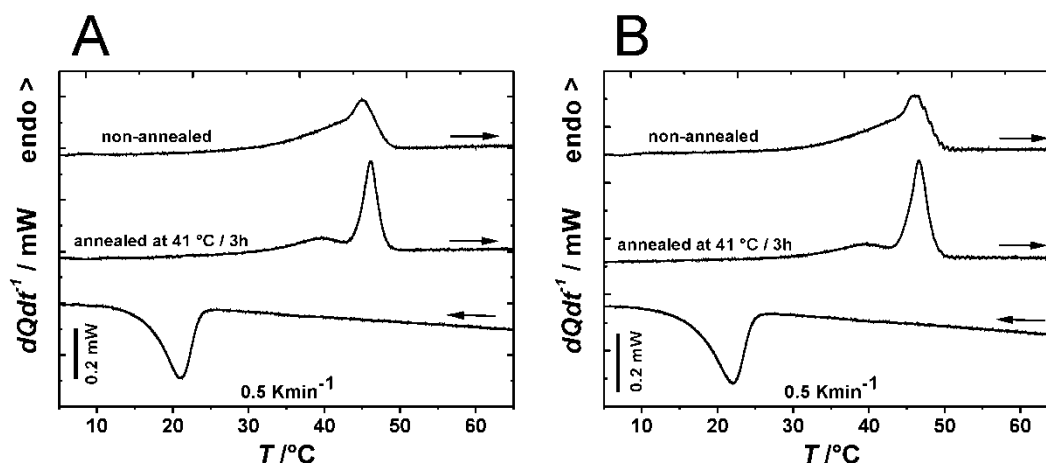 A
endo >
dQdt⁻¹ / mW
non-annealed
annealed at 41 °C / 3h
0.2 mW
0.5 Kmin⁻¹
10 20 30 40 50 60
T /°C
B
endo >
dQdt⁻¹ / mW
non-annealed
annealed at 41 °C / 3h
0.2 mW
0.5 Kmin⁻¹
10 20 30 40 50 60
T /°C